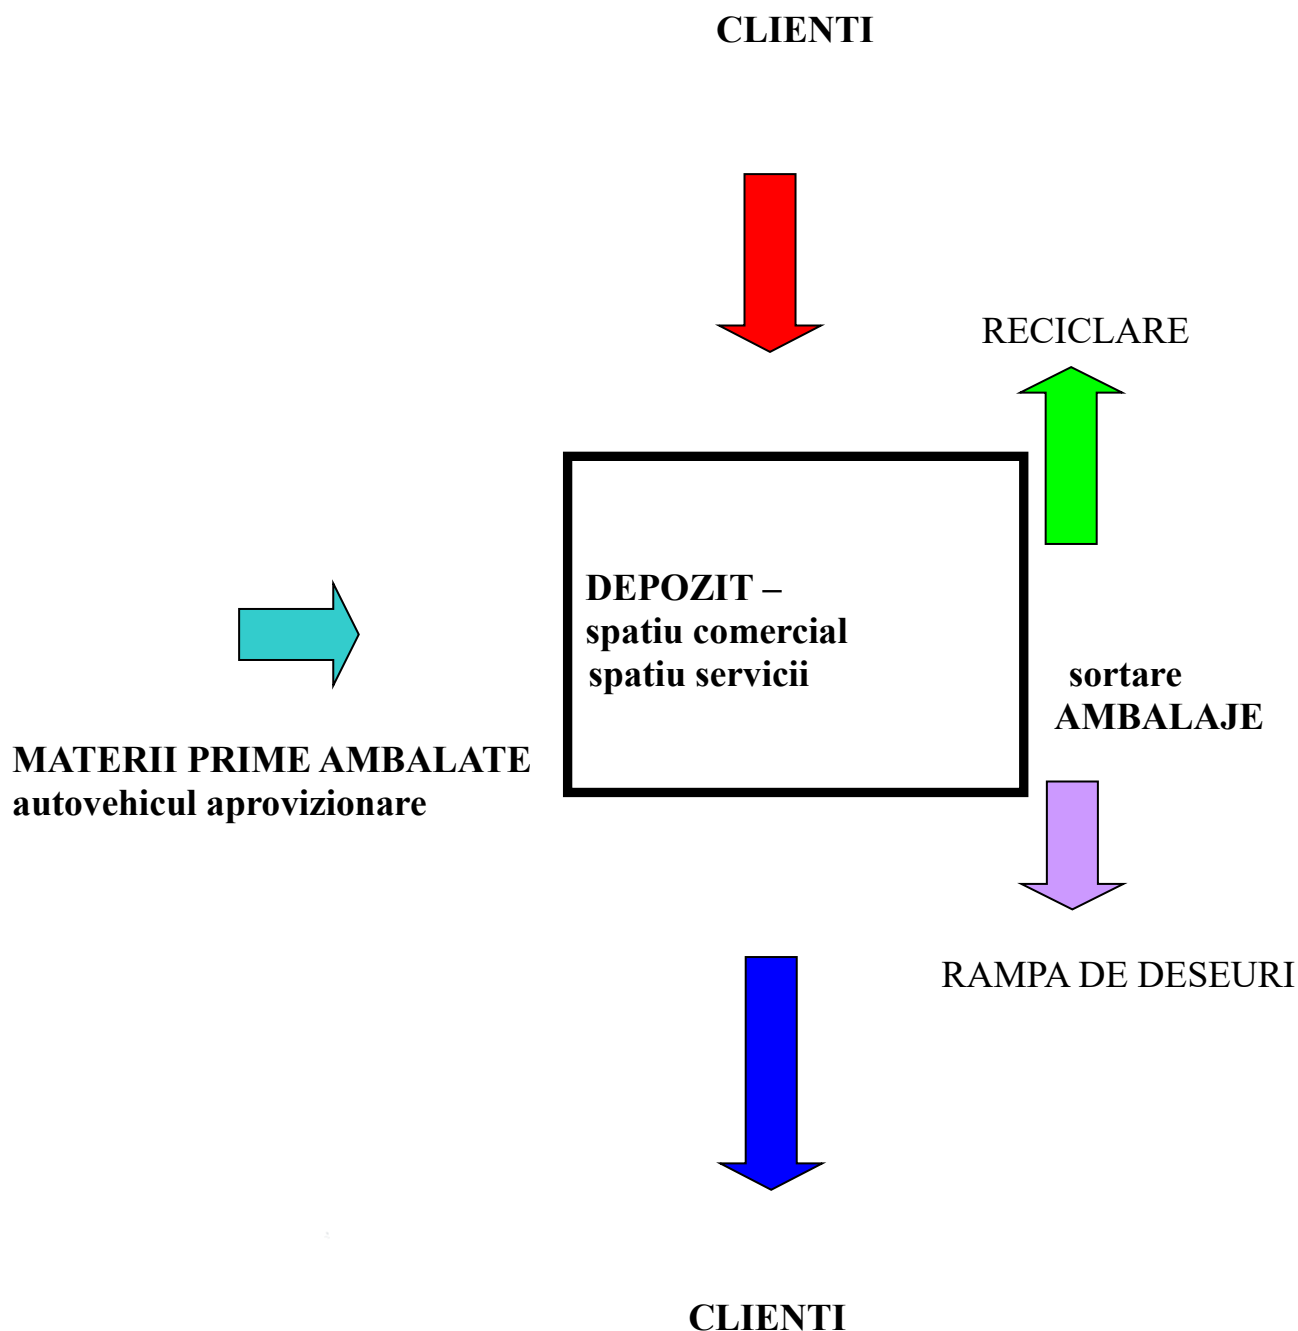 CLIENTI
RECICLARE
DEPOZIT –
spatiu comercial
spatiu servicii
sortare
AMBALAJE
MATERII PRIME AMBALATE
autovehicul aprovizionare
RAMPA DE DESEURI
CLIENTI